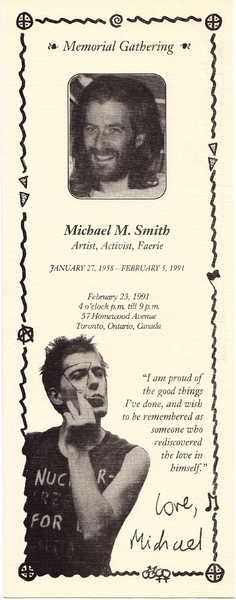 Memorial Gathering
Michael M. Smith
Artist, Activist, Faerie
JANUARY 27, 1958 – FEBRUARY 5, 1991
February 23, 1991
4 o'clock p.m. till 9 p.m.
57 Homewood Avenue
Toronto, Ontario, Canada
"I am proud of
the good things
I've done, and wish
to be remembered as
someone who
rediscovered
the love in
himself."
Love,
Michael
FOR